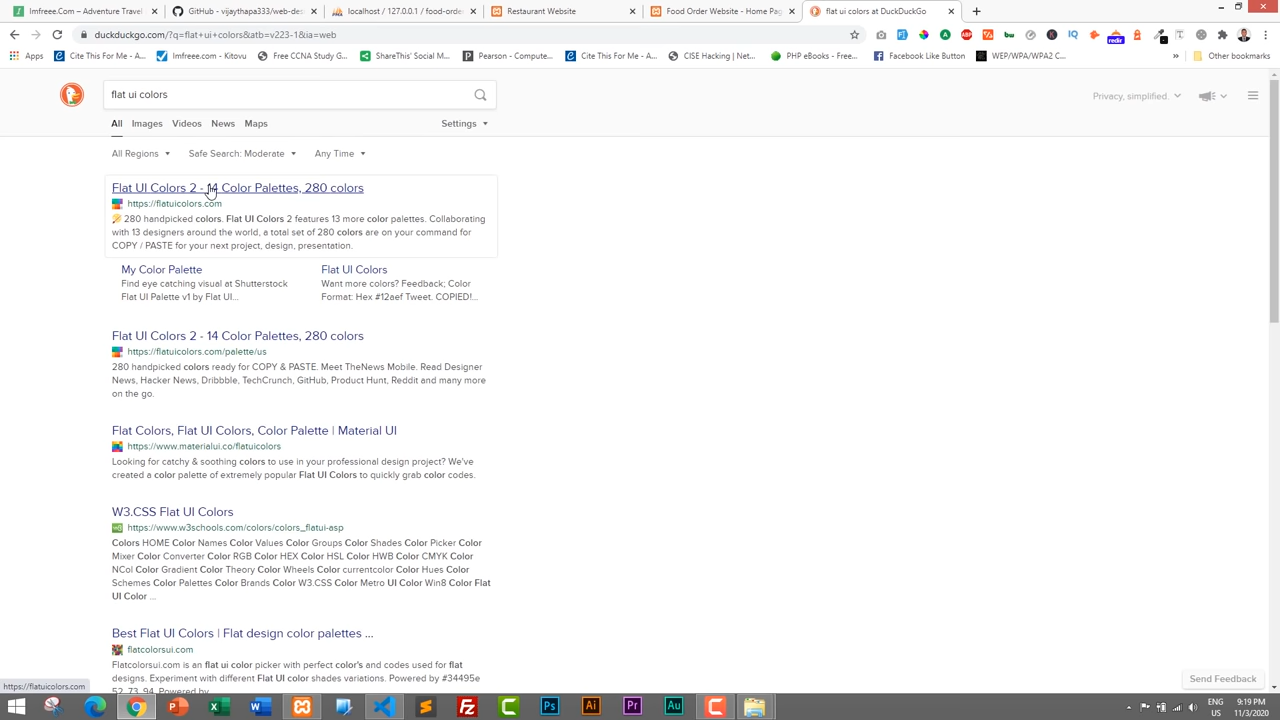 Imfreee.Com – Adventure Travel
GitHub - vijaythapa333/web-des
localhost / 127.0.0.1 / food-orde
Restaurant Website
Food Order Website - Home Pag
flat ui colors at DuckDuckGo
duckduckgo.com/?q=flat+ui+colors&atb=v223-1&ia=web
Apps
Cite This For Me - A...
Imfreee.com - Kitovu
Free CCNA Study G...
ShareThis' Social M...
Pearson - Compute...
Cite This For Me - A...
CISE Hacking | Net...
PHP eBooks - Free...
Facebook Like Button
WEP/WPA/WPA2 C...
»
Other bookmarks
flat ui colors
Privacy, simplified.
All
Images
Videos
News
Maps
Settings
All Regions
Safe Search: Moderate
Any Time
Flat UI Colors 2 - 14 Color Palettes, 280 colors
https://flatuicolors.com
280 handpicked colors. Flat UI Colors 2 features 13 more color palettes. Collaborating
with 13 designers around the world, a total set of 280 colors are on your command for
COPY / PASTE for your next project, design, presentation.
My Color Palette
Find eye catching visual at Shutterstock
Flat UI Palette v1 by Flat UI...
Flat UI Colors
Want more colors? Feedback; Color
Format: Hex #12aef Tweet. COPIED!...
Flat UI Colors 2 - 14 Color Palettes, 280 colors
https://flatuicolors.com/palette/us
280 handpicked colors ready for COPY & PASTE. Meet TheNews Mobile. Read Designer
News, Hacker News, Dribbble, TechCrunch, GitHub, Product Hunt, Reddit and many more
on the go.
Flat Colors, Flat UI Colors, Color Palette | Material UI
https://www.materialui.co/flatuicolors
Looking for catchy & soothing colors to use in your professional design project? We've
created a color palette of extremely popular Flat UI Colors to quickly grab color codes.
W3.CSS Flat UI Colors
https://www.w3schools.com/colors/colors_flatui-asp
Colors HOME Color Names Color Values Color Groups Color Shades Color Picker Color
Mixer Color Converter Color RGB Color HEX Color HSL Color HWB Color CMYK Color
NCol Color Gradient Color Theory Color Wheels Color currentcolor Color Hues Color
Schemes Color Palettes Color Brands Color W3.CSS Color Metro UI Color Win8 Color Flat
UI Color ...
Best Flat UI Colors | Flat design color palettes ...
flatcolorsui.com
Flatcolorsui.com is an flat ui color picker with perfect color's and codes used for flat
designs. Experiment with different Flat UI color shades variations. Powered by #34495e
52, 73, 94. Powered by
Send Feedback
https://flatuicolors.com
ENG
US
9:19 PM
11/3/2020